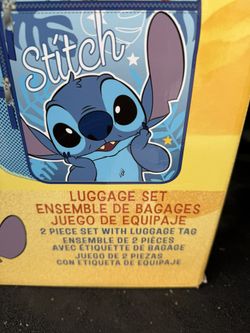 Stitch
LUGGAGE SET
ENSEMBLE DE BAGAGES
JUEGO DE EQUIPAJE
2 PIECE SET WITH LUGGAGE TAG
ENSEMBLE DE 2 PIÈCES
AVEC ÉTIQUETTE DE BAGAGE
JUEGO DE 2 PIEZAS
CON ETIQUETA DE EQUIPAJE